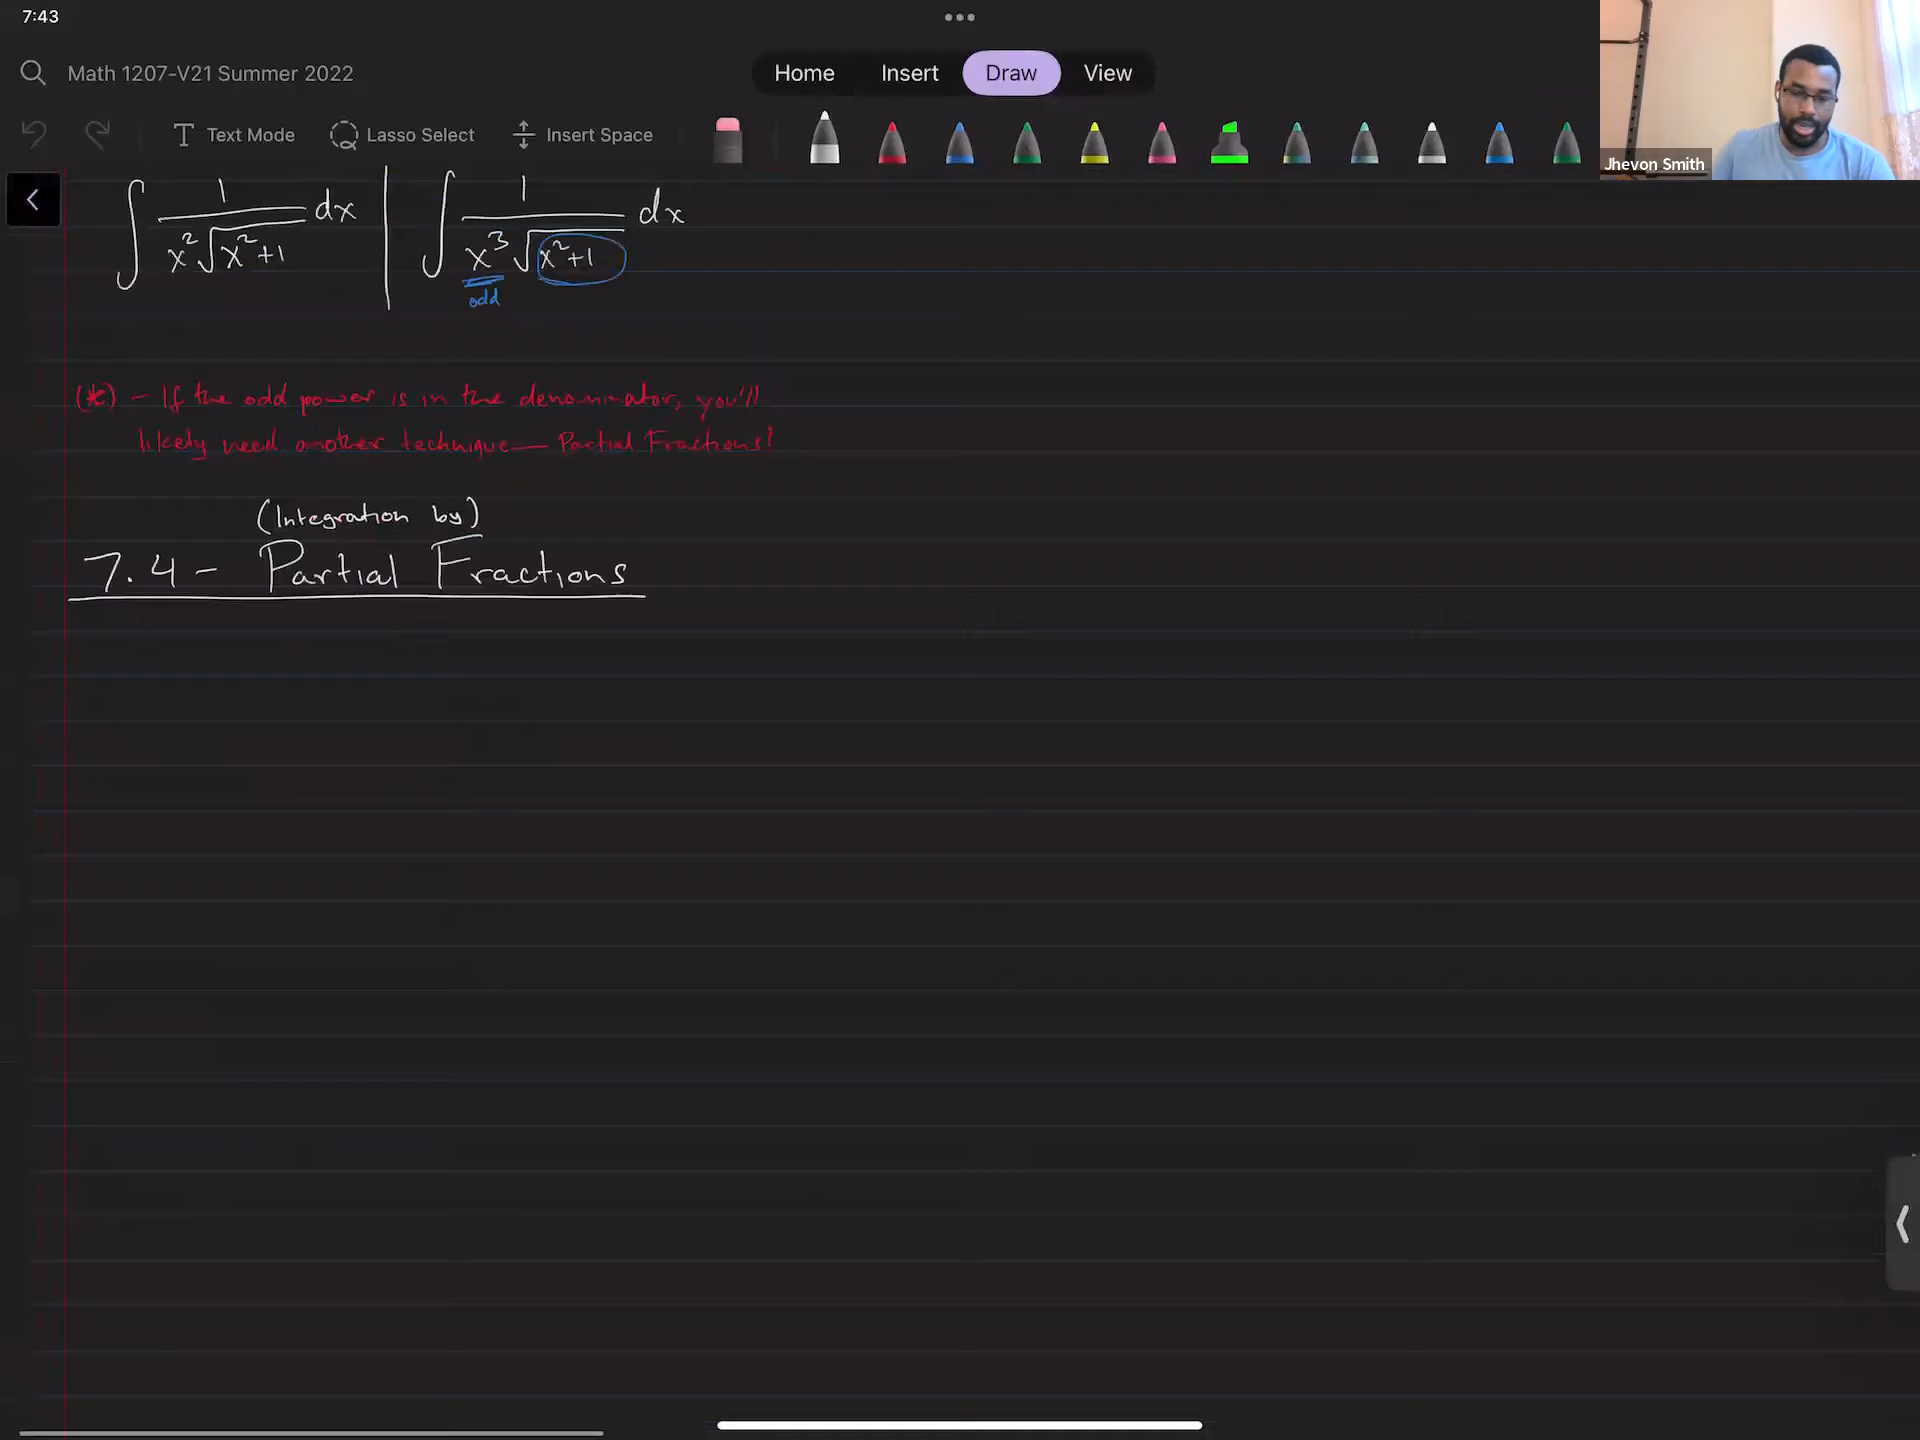 7:43
Math 1207-V21 Summer 2022
Home Insert Draw View
Text Mode Lasso Select Insert Space
Jhevon Smith
∫ 1/(x²√(x²+1)) dx | ∫ 1/(x³√(x²+1)) dx
odd
(*) - If the odd power is in the denominator, you'll
likely need another technique— Partial Fractions!
(Integration by)
7.4 - Partial Fractions